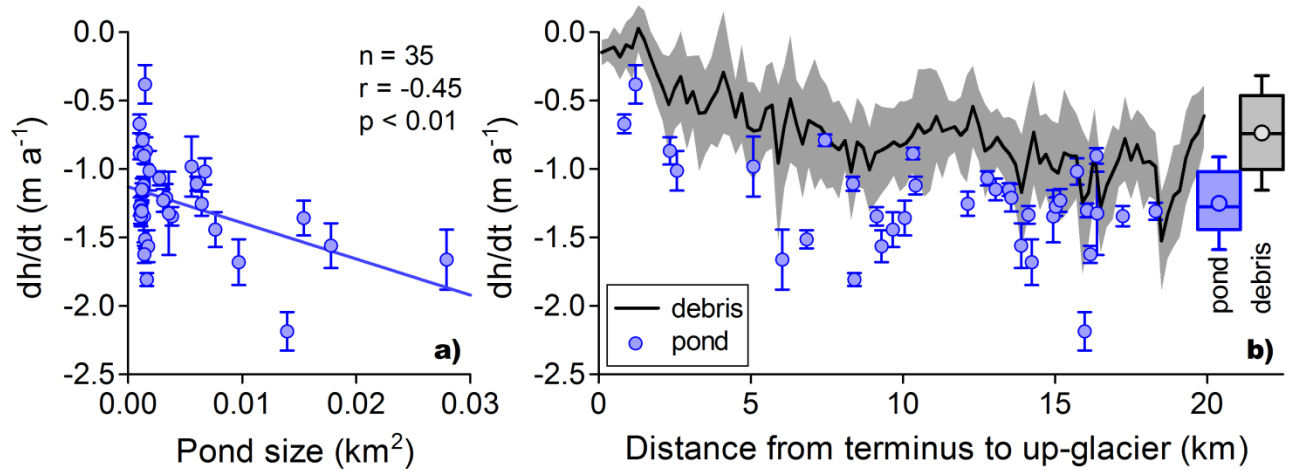 0.0
-0.5
-1.0
-1.5
-2.0
-2.5
dh/dt (m a⁻¹)
n = 35
r = -0.45
p < 0.01
a)
0.00
0.01
0.02
0.03
Pond size (km²)
0.0
-0.5
-1.0
-1.5
-2.0
-2.5
dh/dt (m a⁻¹)
debris
pond
pond
debris
b)
0
5
10
15
20
Distance from terminus to up-glacier (km)